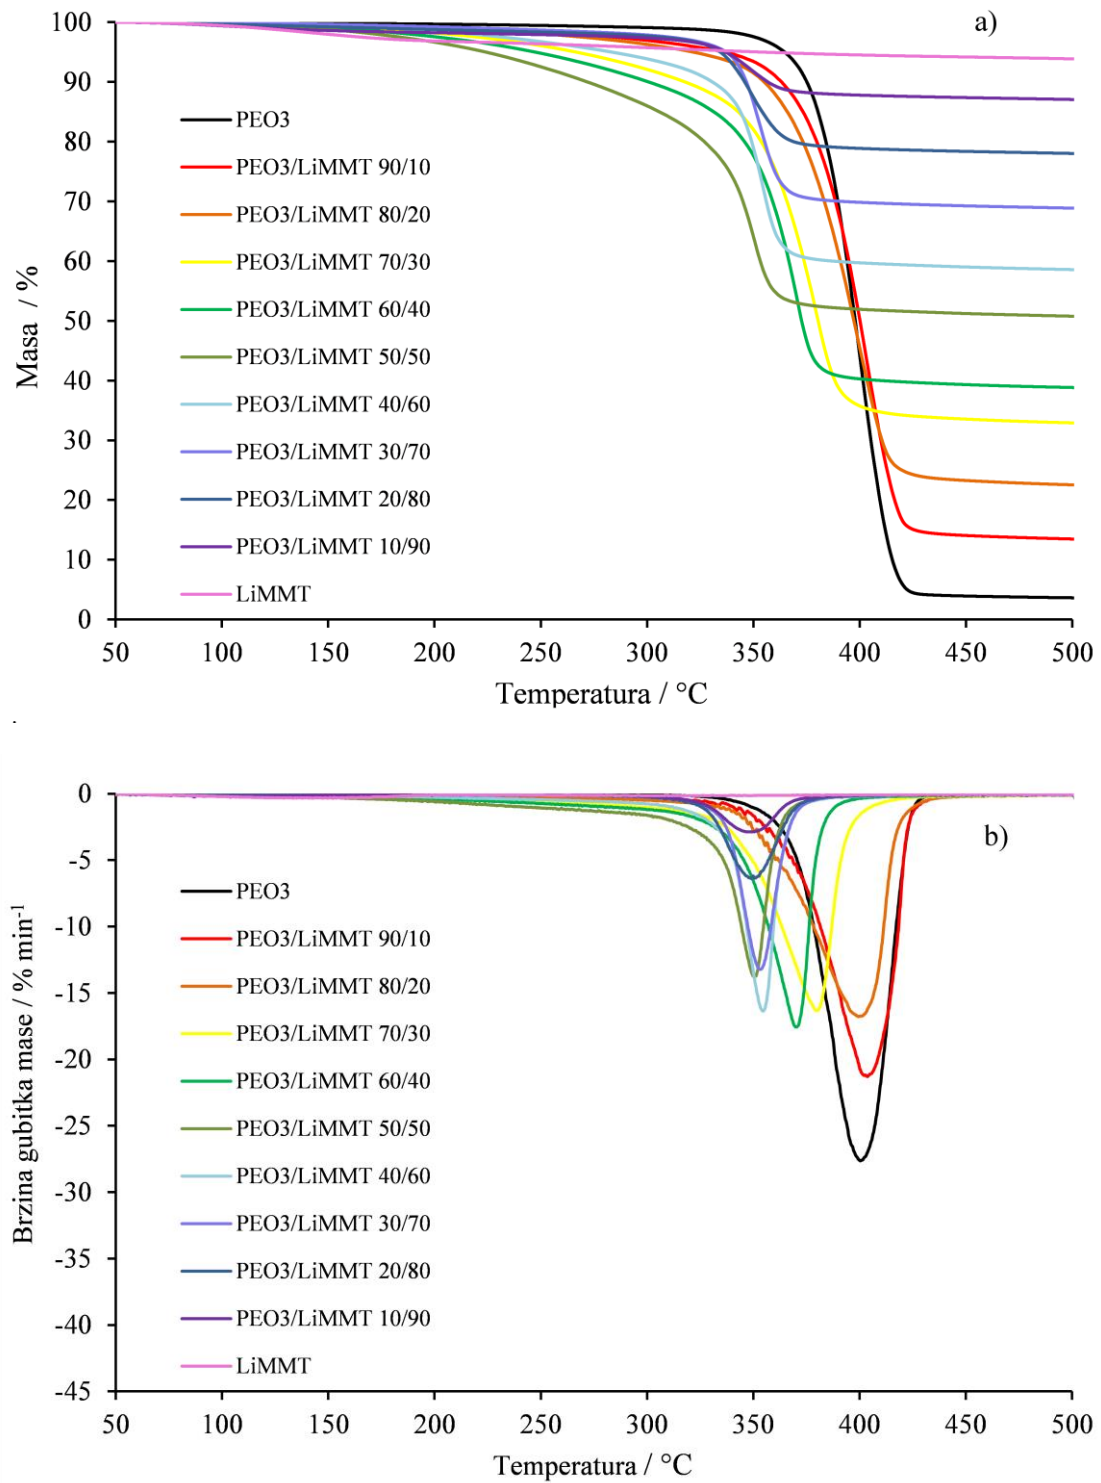 a)
100
90
80
70
60
50
40
30
20
10
0
Masa / %
PEO3
PEO3/LiMMT 90/10
PEO3/LiMMT 80/20
PEO3/LiMMT 70/30
PEO3/LiMMT 60/40
PEO3/LiMMT 50/50
PEO3/LiMMT 40/60
PEO3/LiMMT 30/70
PEO3/LiMMT 20/80
PEO3/LiMMT 10/90
LiMMT
50 100 150 200 250 300 350 400 450 500
Temperatura / °C
b)
0
-5
-10
-15
-20
-25
-30
-35
-40
-45
Brzina gubitka mase / % min⁻¹
PEO3
PEO3/LiMMT 90/10
PEO3/LiMMT 80/20
PEO3/LiMMT 70/30
PEO3/LiMMT 60/40
PEO3/LiMMT 50/50
PEO3/LiMMT 40/60
PEO3/LiMMT 30/70
PEO3/LiMMT 20/80
PEO3/LiMMT 10/90
LiMMT
50 100 150 200 250 300 350 400 450 500
Temperatura / °C